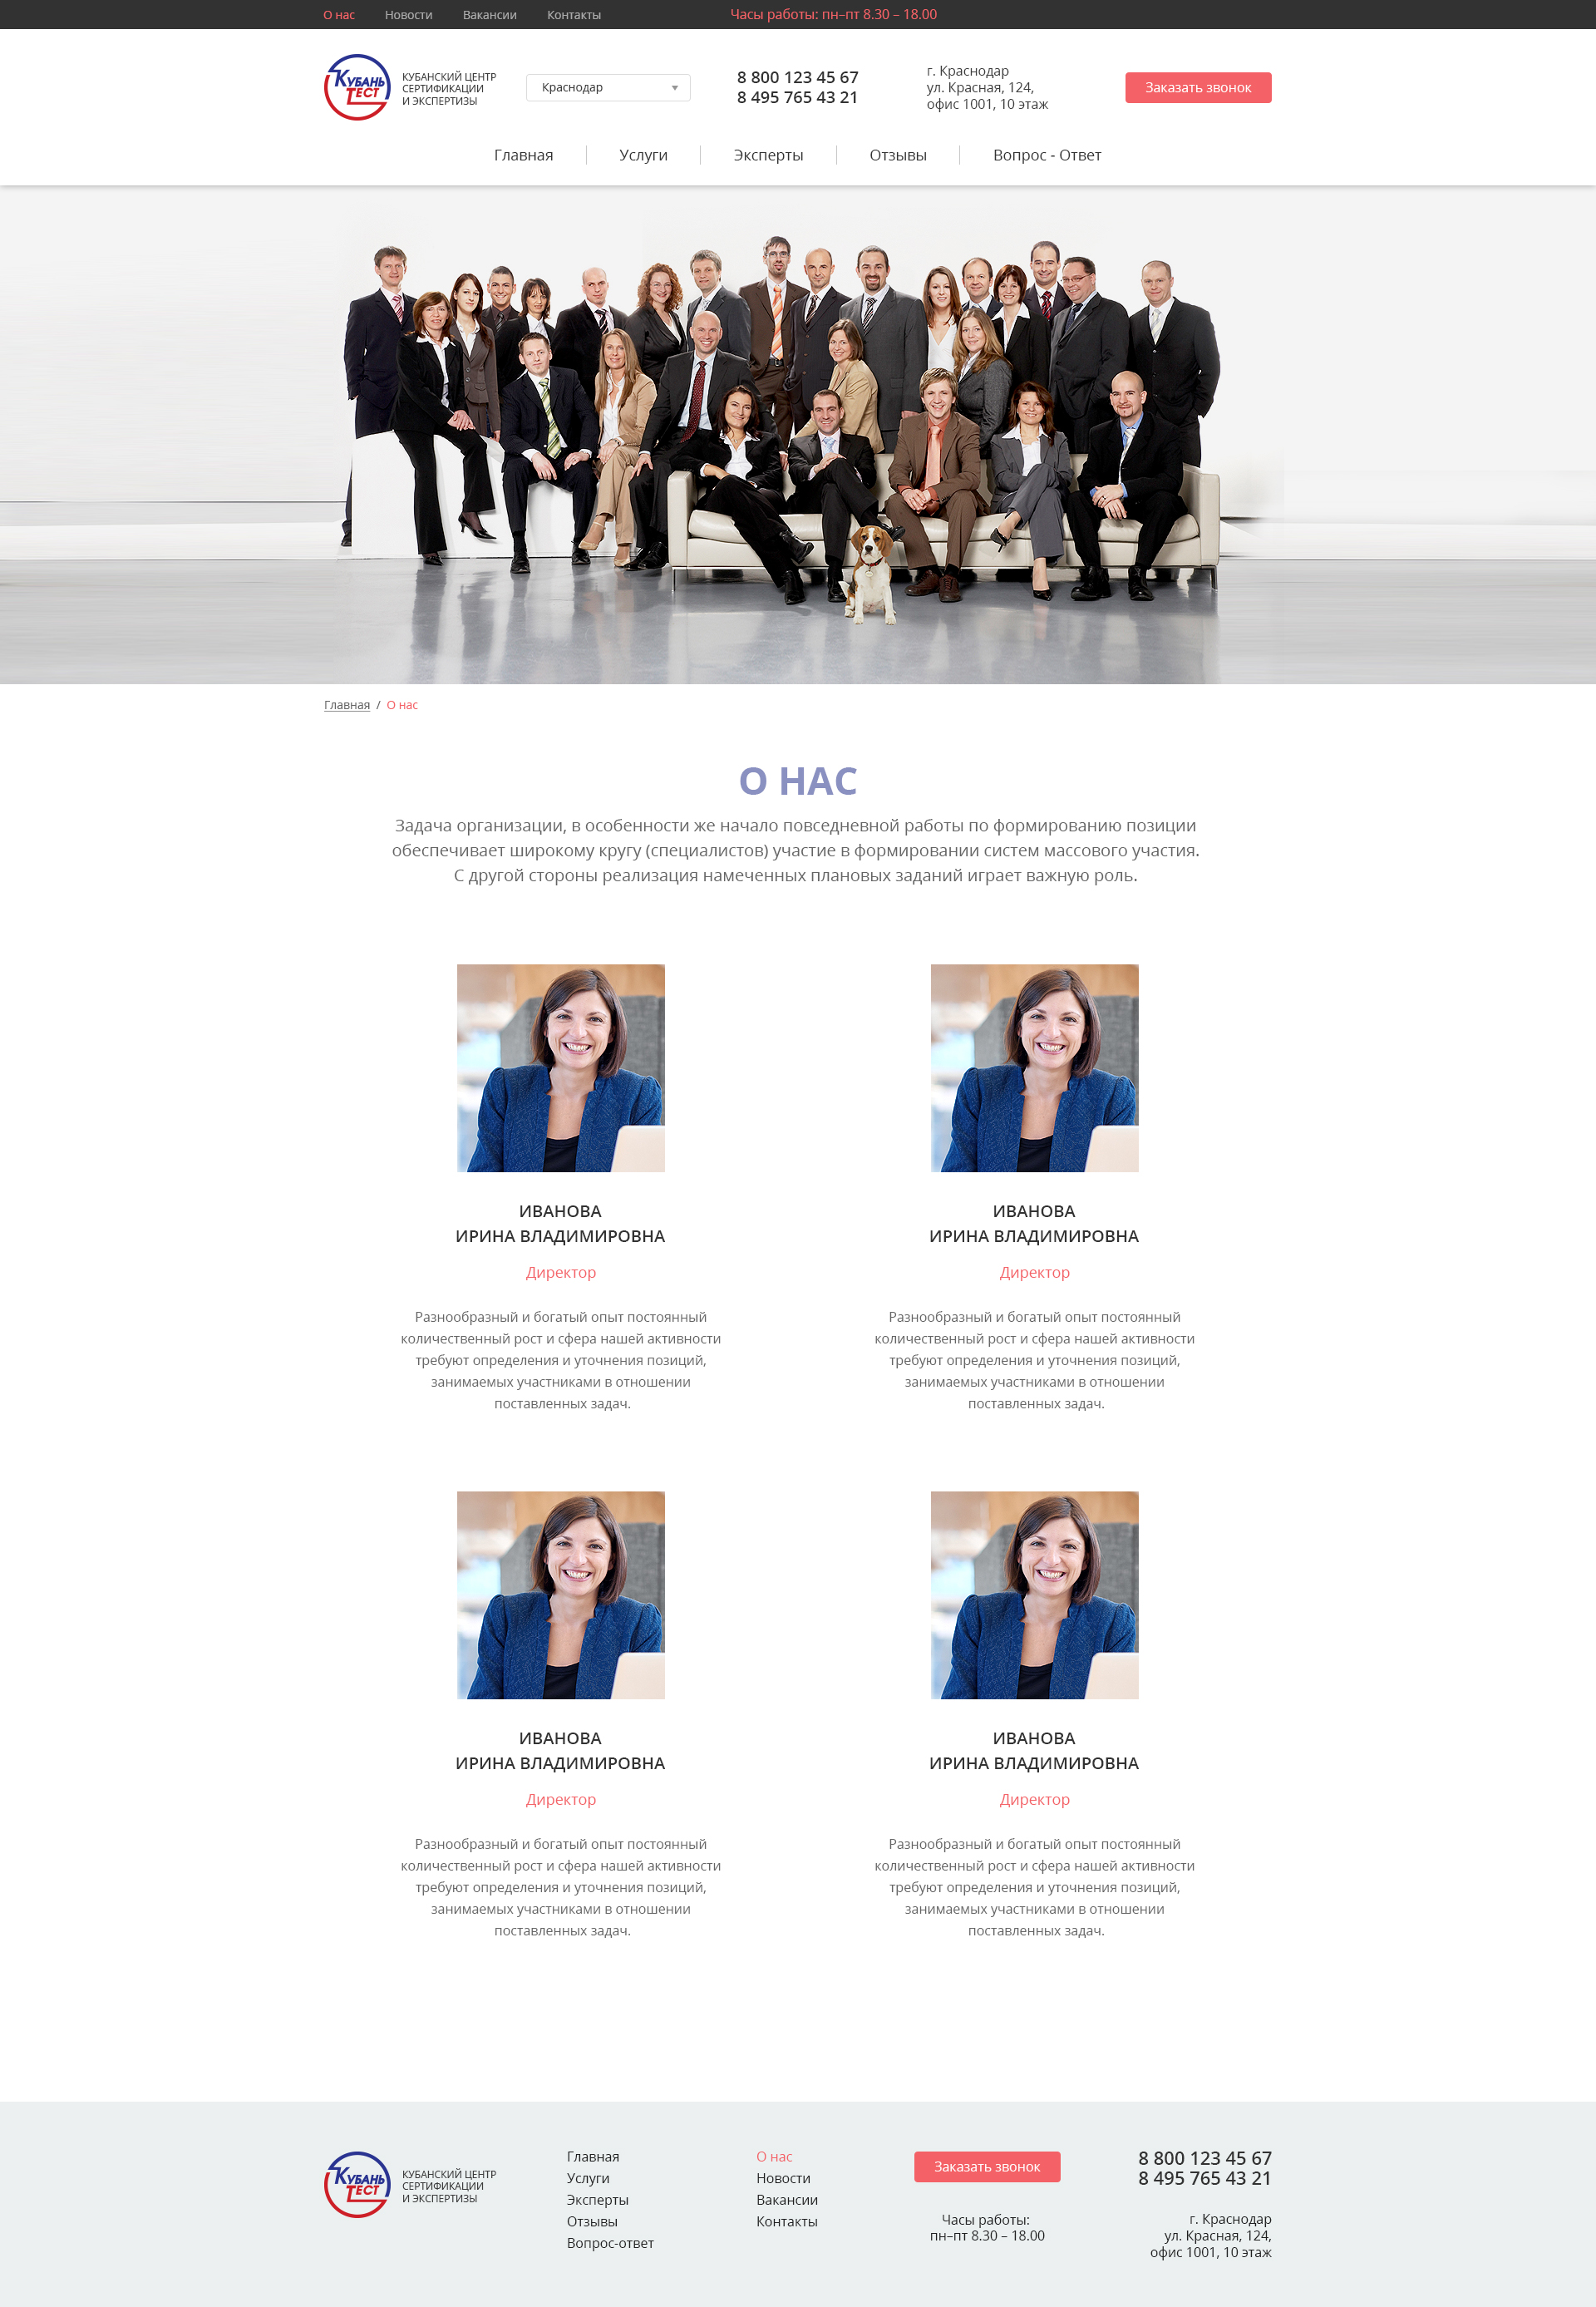 О нас Новости Вакансии Контакты Часы работы: пн–пт 8.30 – 18.00
Кубань
Тест
КУБАНСКИЙ ЦЕНТР
СЕРТИФИКАЦИИ
И ЭКСПЕРТИЗЫ
Краснодар
8 800 123 45 67
8 495 765 43 21
г. Краснодар
ул. Красная, 124,
офис 1001, 10 этаж
Заказать звонок
Главная Услуги Эксперты Отзывы Вопрос - Ответ
Главная / О нас
О НАС
Задача организации, в особенности же начало повседневной работы по формированию позиции
обеспечивает широкому кругу (специалистов) участие в формировании систем массового участия.
С другой стороны реализация намеченных плановых заданий играет важную роль.
ИВАНОВА
ИРИНА ВЛАДИМИРОВНА
Директор
Разнообразный и богатый опыт постоянный
количественный рост и сфера нашей активности
требуют определения и уточнения позиций,
занимаемых участниками в отношении
поставленных задач.
ИВАНОВА
ИРИНА ВЛАДИМИРОВНА
Директор
Разнообразный и богатый опыт постоянный
количественный рост и сфера нашей активности
требуют определения и уточнения позиций,
занимаемых участниками в отношении
поставленных задач.
ИВАНОВА
ИРИНА ВЛАДИМИРОВНА
Директор
Разнообразный и богатый опыт постоянный
количественный рост и сфера нашей активности
требуют определения и уточнения позиций,
занимаемых участниками в отношении
поставленных задач.
ИВАНОВА
ИРИНА ВЛАДИМИРОВНА
Директор
Разнообразный и богатый опыт постоянный
количественный рост и сфера нашей активности
требуют определения и уточнения позиций,
занимаемых участниками в отношении
поставленных задач.
Кубань
Тест
КУБАНСКИЙ ЦЕНТР
СЕРТИФИКАЦИИ
И ЭКСПЕРТИЗЫ
Главная
Услуги
Эксперты
Отзывы
Вопрос-ответ
О нас
Новости
Вакансии
Контакты
Заказать звонок
Часы работы:
пн–пт 8.30 – 18.00
8 800 123 45 67
8 495 765 43 21
г. Краснодар
ул. Красная, 124,
офис 1001, 10 этаж